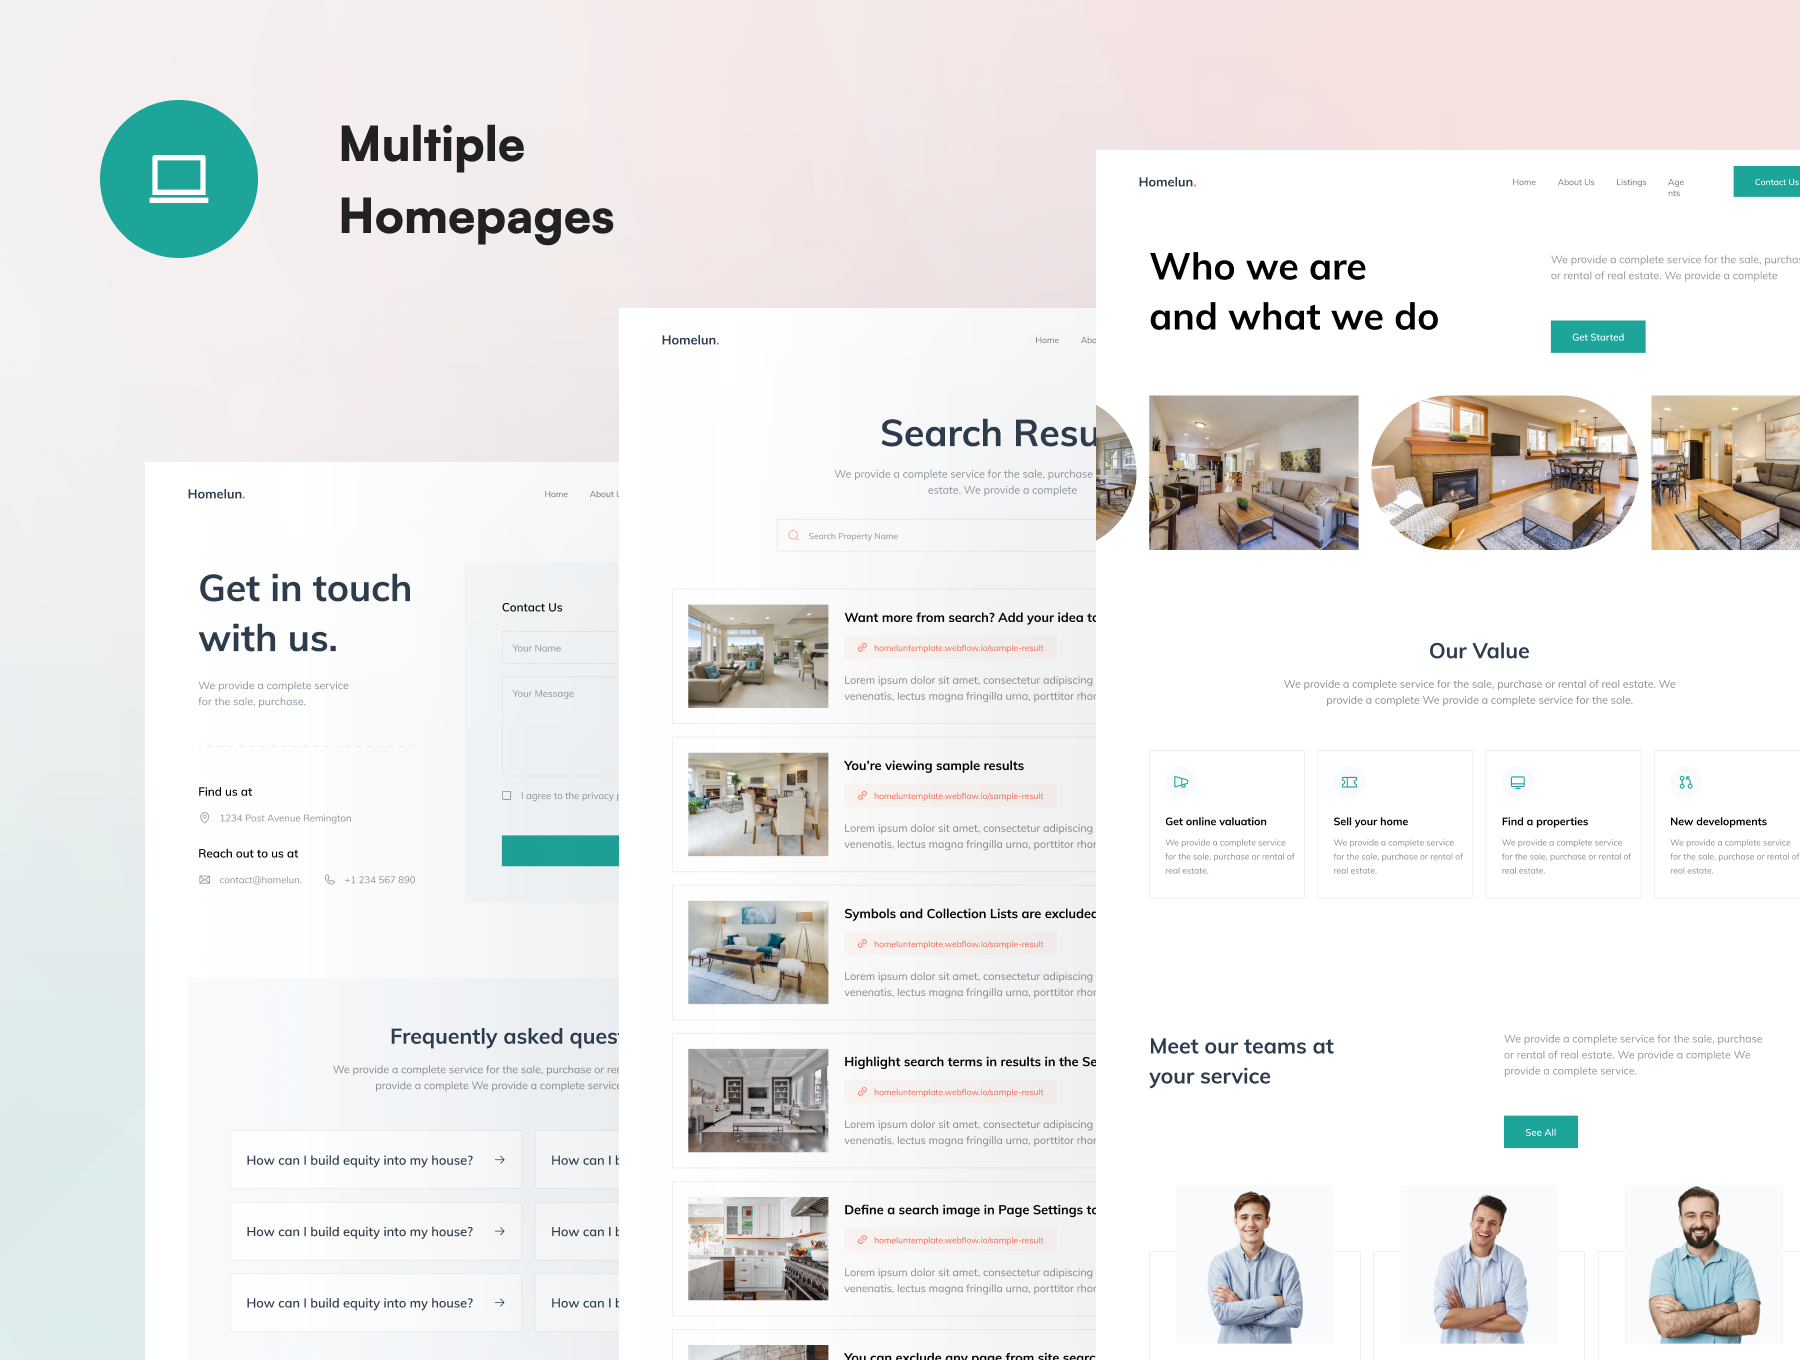 Multiple
Homepages
Homelun.
Home
About U
Get in touch
with us.
We provide a complete service
for the sale, purchase.
Find us at
1234 Post Avenue Remington
Reach out to us at
contact@homelun.
+1 234 567 890
Contact Us
Your Name
Your Message
I agree to the privacy p
Frequently asked ques
We provide a complete service for the sale, purchase or re
provide a complete We provide a complete service
How can I build equity into my house?
How can I b
How can I build equity into my house?
How can I b
How can I build equity into my house?
How can I b
Homelun.
Home
Abo
Search Resu
We provide a complete service for the sale, purchase
estate. We provide a complete
Search Property Name
Want more from search? Add your idea to
homeluntemplate.webflow.io/sample-result
Lorem ipsum dolor sit amet, consectetur adipiscing
venenatis, lectus magna fringilla urna, porttitor rhon
You're viewing sample results
homeluntemplate.webflow.io/sample-result
Lorem ipsum dolor sit amet, consectetur adipiscing
venenatis, lectus magna fringilla urna, porttitor rhon
Symbols and Collection Lists are excluded
homeluntemplate.webflow.io/sample-result
Lorem ipsum dolor sit amet, consectetur adipiscing
venenatis, lectus magna fringilla urna, porttitor rhon
Highlight search terms in results in the Se
homeluntemplate.webflow.io/sample-result
Lorem ipsum dolor sit amet, consectetur adipiscing
venenatis, lectus magna fringilla urna, porttitor rhon
Define a search image in Page Settings to
homeluntemplate.webflow.io/sample-result
Lorem ipsum dolor sit amet, consectetur adipiscing
venenatis, lectus magna fringilla urna, porttitor rhon
You can exclude any page from site searc
Homelun.
Home
About Us
Listings
Age
nts
Contact Us
Who we are
and what we do
We provide a complete service for the sale, purchas
or rental of real estate. We provide a complete
Get Started
Our Value
We provide a complete service for the sale, purchase or rental of real estate. We
provide a complete We provide a complete service for the sale.
Get online valuation
We provide a complete service
for the sale, purchase or rental of
real estate.
Sell your home
We provide a complete service
for the sale, purchase or rental of
real estate.
Find a properties
We provide a complete service
for the sale, purchase or rental of
real estate.
New developments
We provide a complete service
for the sale, purchase or rental of
real estate.
Meet our teams at
your service
We provide a complete service for the sale, purchase
or rental of real estate. We provide a complete We
provide a complete service.
See All